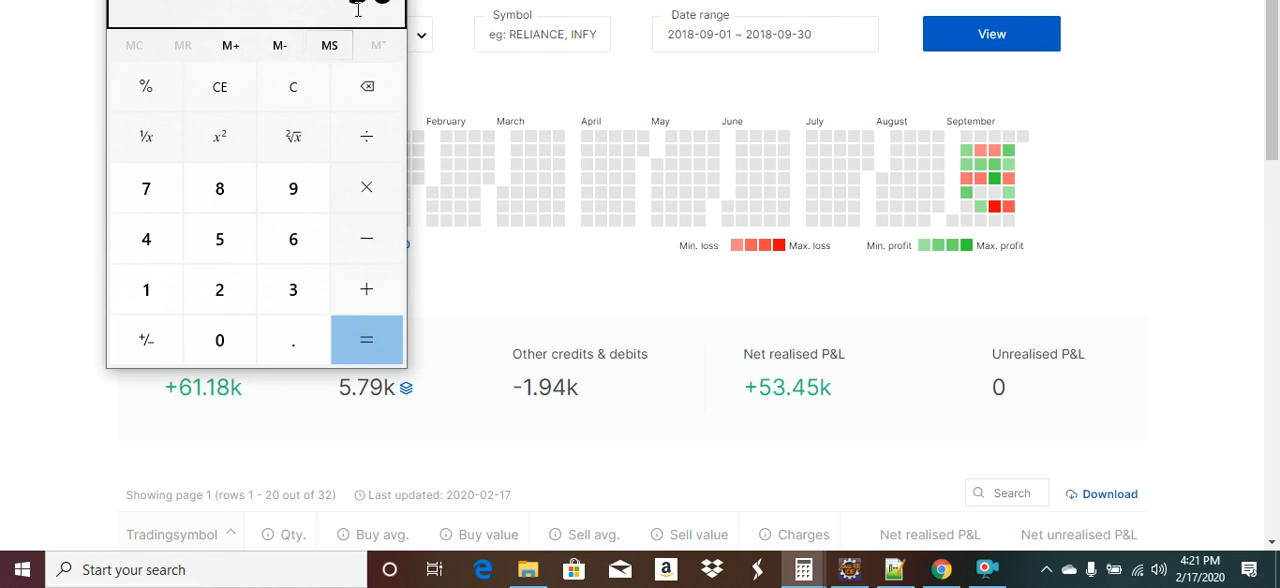 Symbol
Date range
eg: RELIANCE, INFY
2018-09-01 ~ 2018-09-30
View
MC MR M+ M- MS M
% CE C
¹/x x² ²√x ÷
7 8 9 ×
4 5 6 −
1 2 3 +
+/− 0 . =
February March April May June July August September
Min. loss Max. loss Min. profit Max. profit
Other credits & debits Net realised P&L Unrealised P&L
+61.18k 5.79k -1.94k +53.45k 0
Showing page 1 (rows 1 - 20 out of 32) Last updated: 2020-02-17 Search Download
Tradingsymbol Qty. Buy avg. Buy value Sell avg. Sell value Charges Net realised P&L Net unrealised P&L
Start your search
4:21 PM
2/17/2020